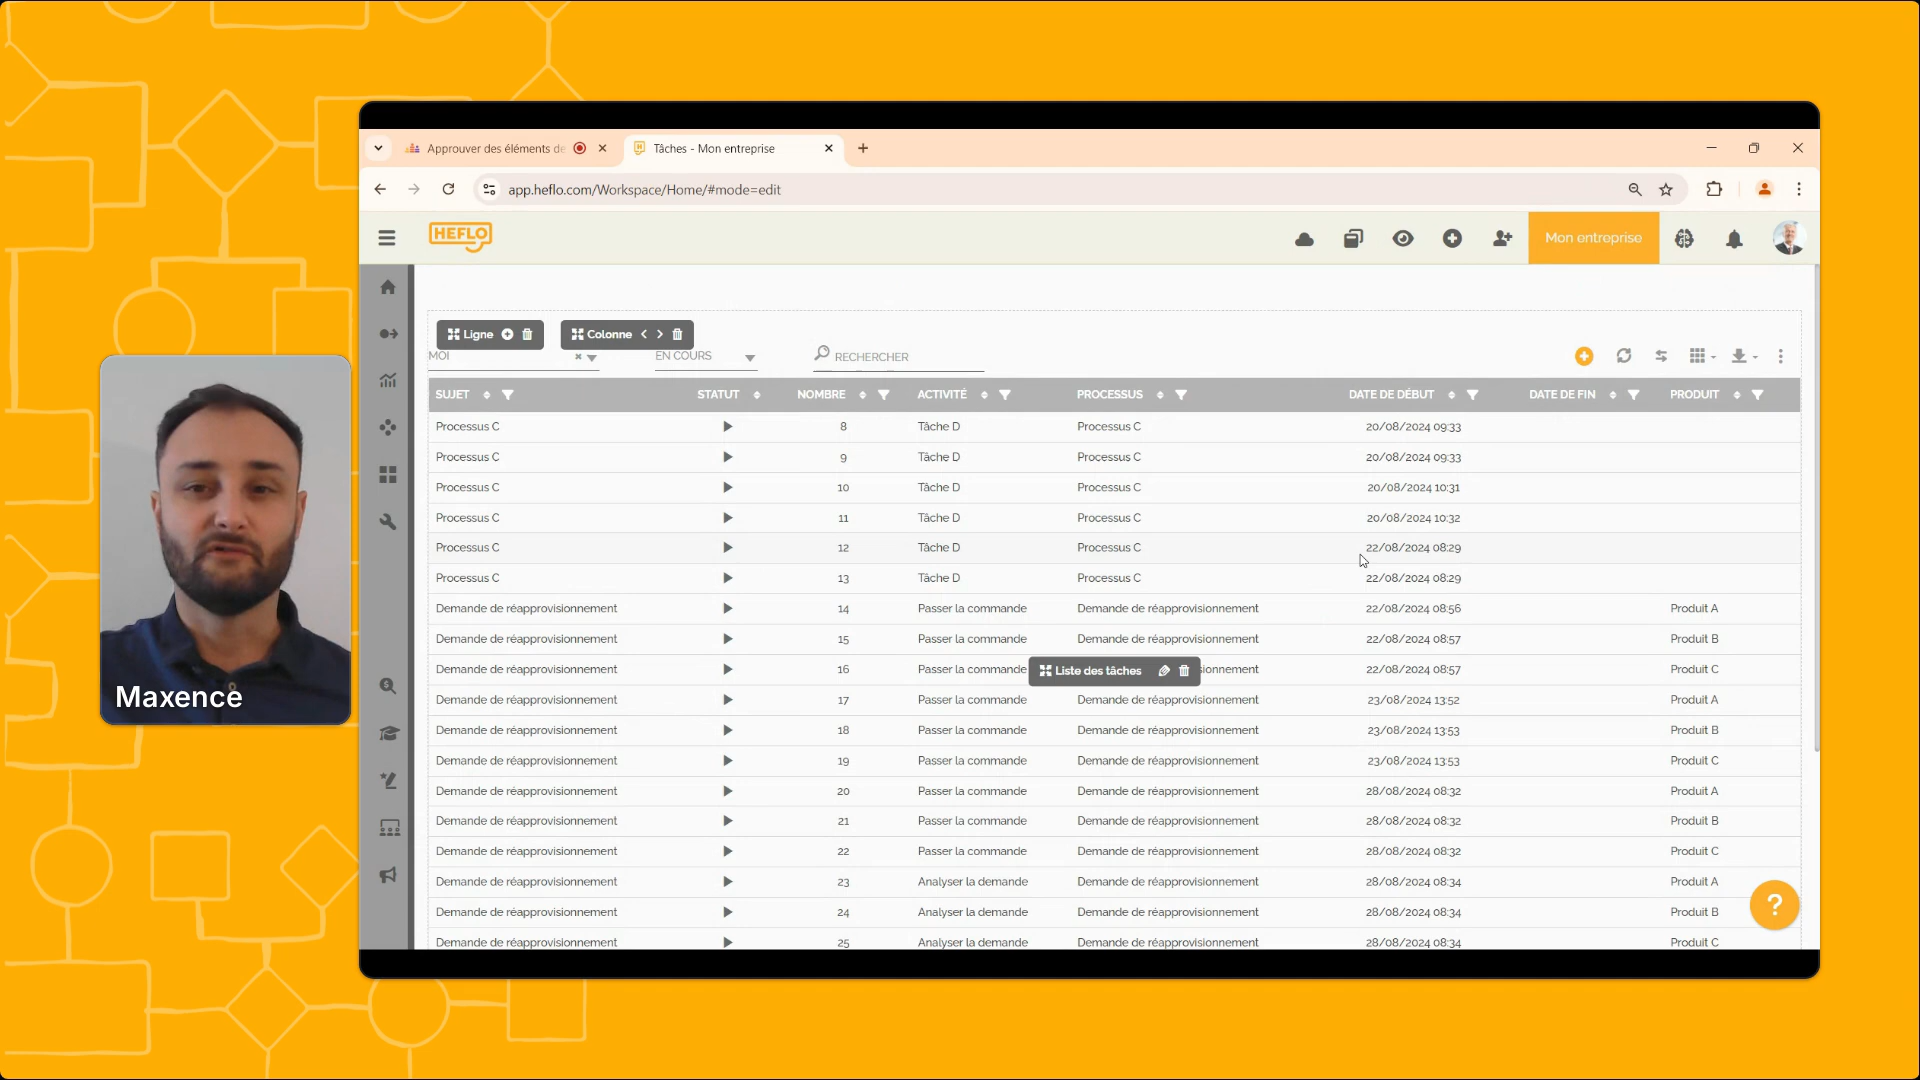 Approuver des éléments de
Tâches - Mon entreprise
app.heflo.com/Workspace/Home/#mode=edit
HEFLO
Mon entreprise
Ligne
Colonne
MOI
EN COURS
RECHERCHER
SUJET STATUT NOMBRE ACTIVITÉ PROCESSUS DATE DE DÉBUT DATE DE FIN PRODUIT
Processus C 8 Tâche D Processus C 20/08/2024 09:33
Processus C 9 Tâche D Processus C 20/08/2024 09:33
Processus C 10 Tâche D Processus C 20/08/2024 10:31
Processus C 11 Tâche D Processus C 20/08/2024 10:32
Processus C 12 Tâche D Processus C 22/08/2024 08:29
Processus C 13 Tâche D Processus C 22/08/2024 08:29
Demande de réapprovisionnement 14 Passer la commande Demande de réapprovisionnement 22/08/2024 08:56 Produit A
Demande de réapprovisionnement 15 Passer la commande Demande de réapprovisionnement 22/08/2024 08:57 Produit B
Demande de réapprovisionnement 16 Passer la commande Liste des tâches sionnement 22/08/2024 08:57 Produit C
Demande de réapprovisionnement 17 Passer la commande Demande de réapprovisionnement 23/08/2024 13:52 Produit A
Demande de réapprovisionnement 18 Passer la commande Demande de réapprovisionnement 23/08/2024 13:53 Produit B
Demande de réapprovisionnement 19 Passer la commande Demande de réapprovisionnement 23/08/2024 13:53 Produit C
Demande de réapprovisionnement 20 Passer la commande Demande de réapprovisionnement 28/08/2024 08:32 Produit A
Demande de réapprovisionnement 21 Passer la commande Demande de réapprovisionnement 28/08/2024 08:32 Produit B
Demande de réapprovisionnement 22 Passer la commande Demande de réapprovisionnement 28/08/2024 08:32 Produit C
Demande de réapprovisionnement 23 Analyser la demande Demande de réapprovisionnement 28/08/2024 08:34 Produit A
Demande de réapprovisionnement 24 Analyser la demande Demande de réapprovisionnement 28/08/2024 08:34 Produit B
Demande de réapprovisionnement 25 Analyser la demande Demande de réapprovisionnement 28/08/2024 08:34 Produit C
?
Maxence